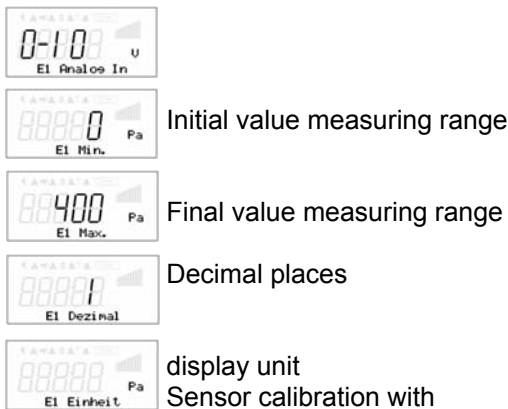 0-10 V
E1 Analog In
0 Pa
E1 Min.
Initial value measuring range
400 Pa
E1 Max.
Final value measuring range
1
E1 Dezimal
Decimal places
Pa
E1 Einheit
display unit
Sensor calibration with